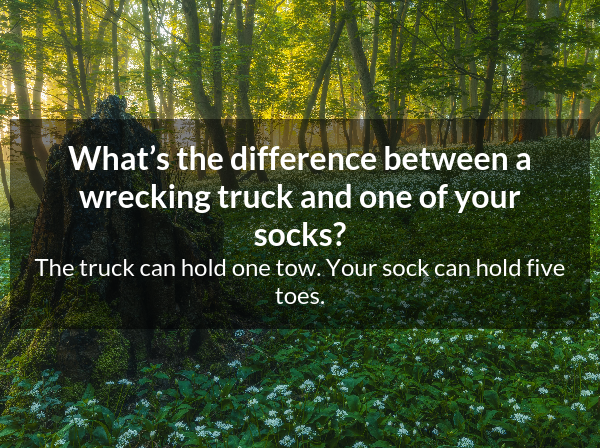 What’s the difference between a
wrecking truck and one of your
socks?
The truck can hold one tow. Your sock can hold five
toes.